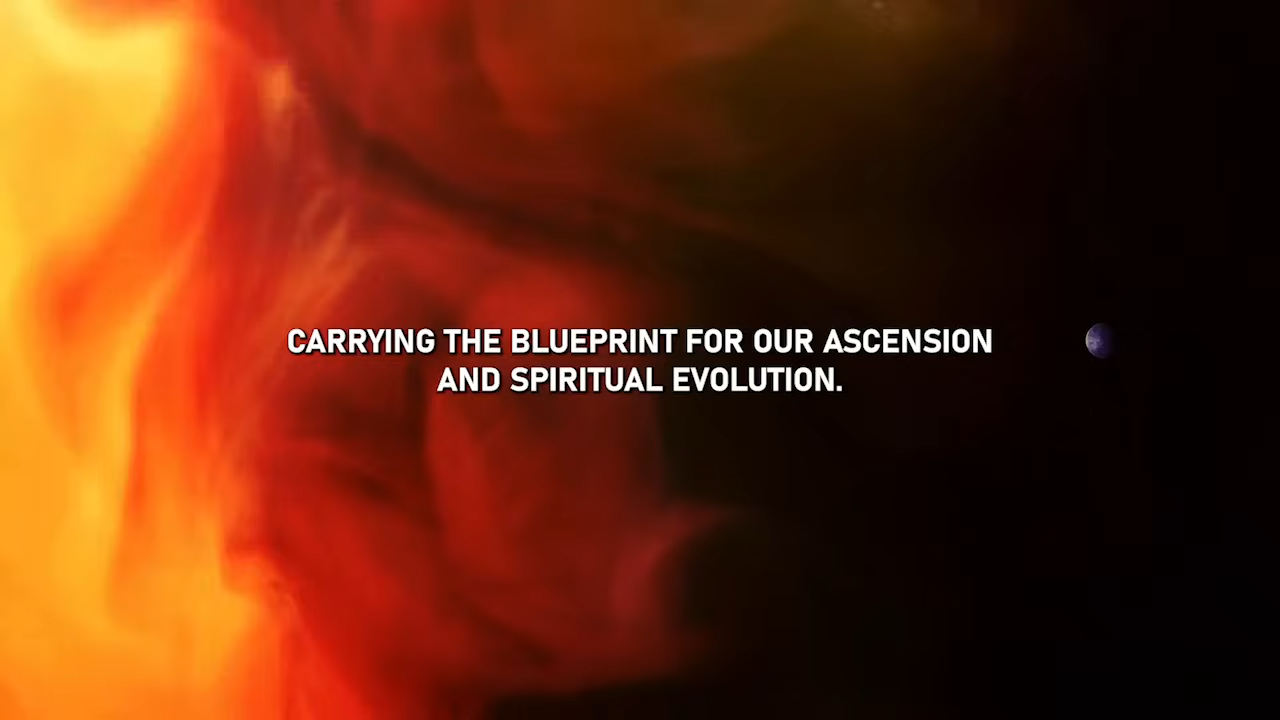 CARRYING THE BLUEPRINT FOR OUR ASCENSION
AND SPIRITUAL EVOLUTION.